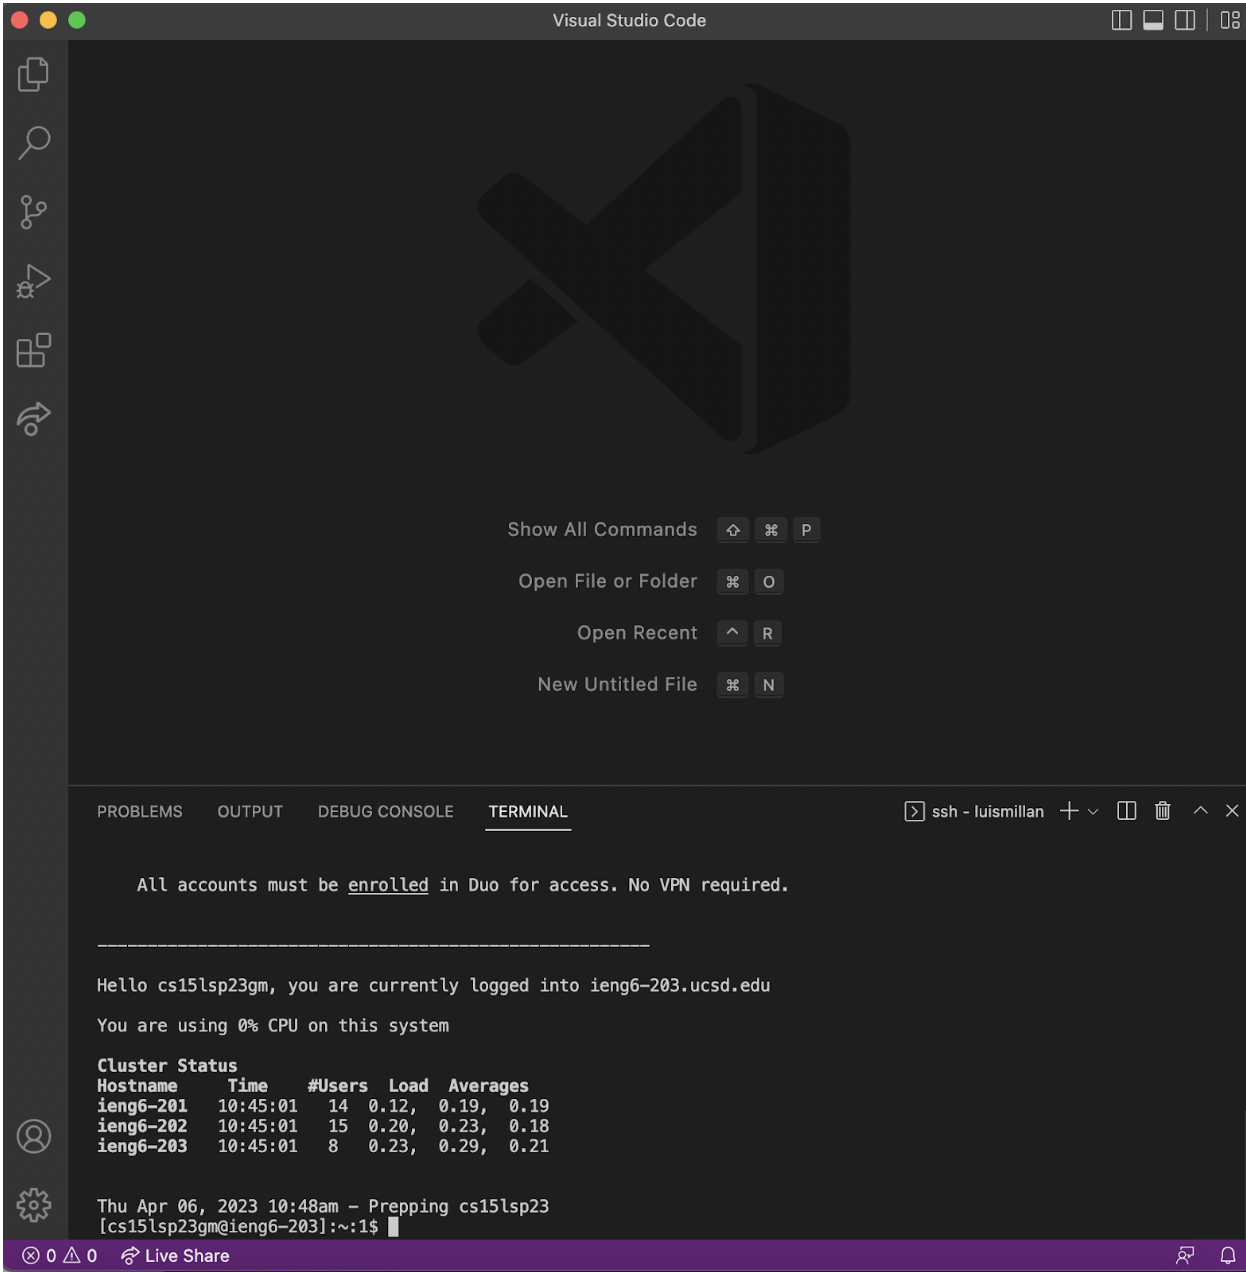 Visual Studio Code
Show All Commands ⇧ ⌘ P
Open File or Folder ⌘ O
Open Recent ^ R
New Untitled File ⌘ N
PROBLEMS OUTPUT DEBUG CONSOLE TERMINAL ssh - luismillan
All accounts must be enrolled in Duo for access. No VPN required.
_______________________________________________________
Hello cs15lsp23gm, you are currently logged into ieng6-203.ucsd.edu
You are using 0% CPU on this system
Cluster Status
Hostname Time #Users Load Averages
ieng6-201 10:45:01 14 0.12, 0.19, 0.19
ieng6-202 10:45:01 15 0.20, 0.23, 0.18
ieng6-203 10:45:01 8 0.23, 0.29, 0.21
Thu Apr 06, 2023 10:48am - Prepping cs15lsp23
[cs15lsp23gm@ieng6-203]:~:1$
0 0 Live Share